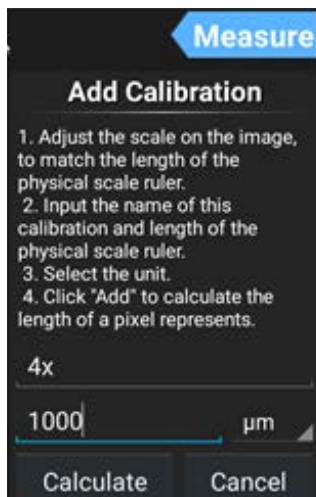 Measure
Add Calibration
1. Adjust the scale on the image,
to match the length of the
physical scale ruler.
2. Input the name of this
calibration and length of the
physical scale ruler.
3. Select the unit.
4. Click "Add" to calculate the
length of a pixel represents.
4x
1000 µm
Calculate Cancel